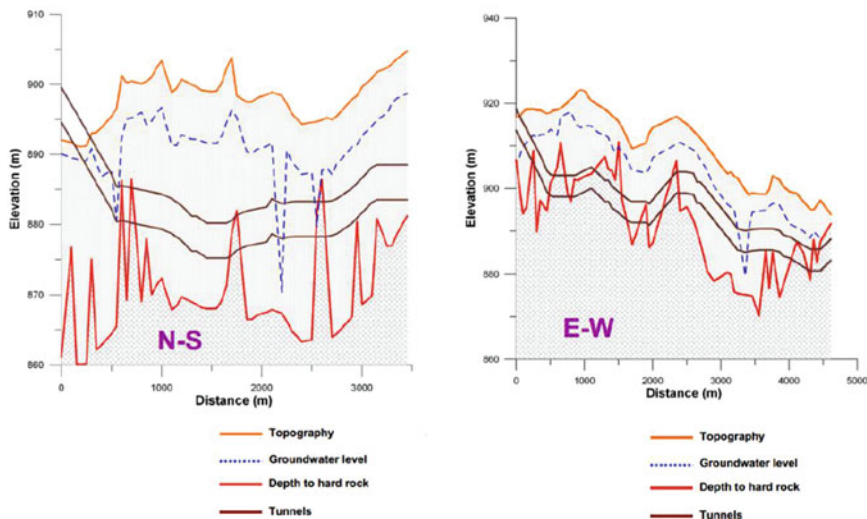 910
900
890
880
870
860
Elevation (m)
N-S
0
1000
2000
3000
Distance (m)
Topography
Groundwater level
Depth to hard rock
Tunnels
940
920
900
880
860
Elevation (m)
E-W
0
1000
2000
3000
4000
5000
Distance (m)
Topography
Groundwater level
Depth to hard rock
Tunnels